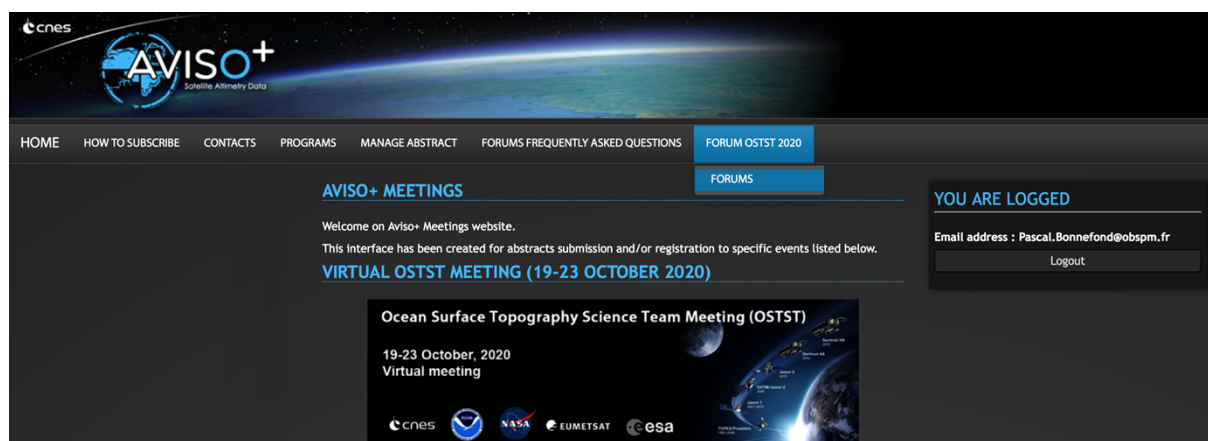 cnes
AVISO+
Satellite Altimetry Data
HOME HOW TO SUBSCRIBE CONTACTS PROGRAMS MANAGE ABSTRACT FORUMS FREQUENTLY ASKED QUESTIONS FORUM OSTST 2020
FORUMS
AVISO+ MEETINGS
Welcome on Aviso+ Meetings website.
This interface has been created for abstracts submission and/or registration to specific events listed below.
VIRTUAL OSTST MEETING (19-23 OCTOBER 2020)
Ocean Surface Topography Science Team Meeting (OSTST)
19-23 October, 2020
Virtual meeting
cnes NASA EUMETSAT esa
YOU ARE LOGGED
Email address : Pascal.Bonnefond@obspm.fr
Logout